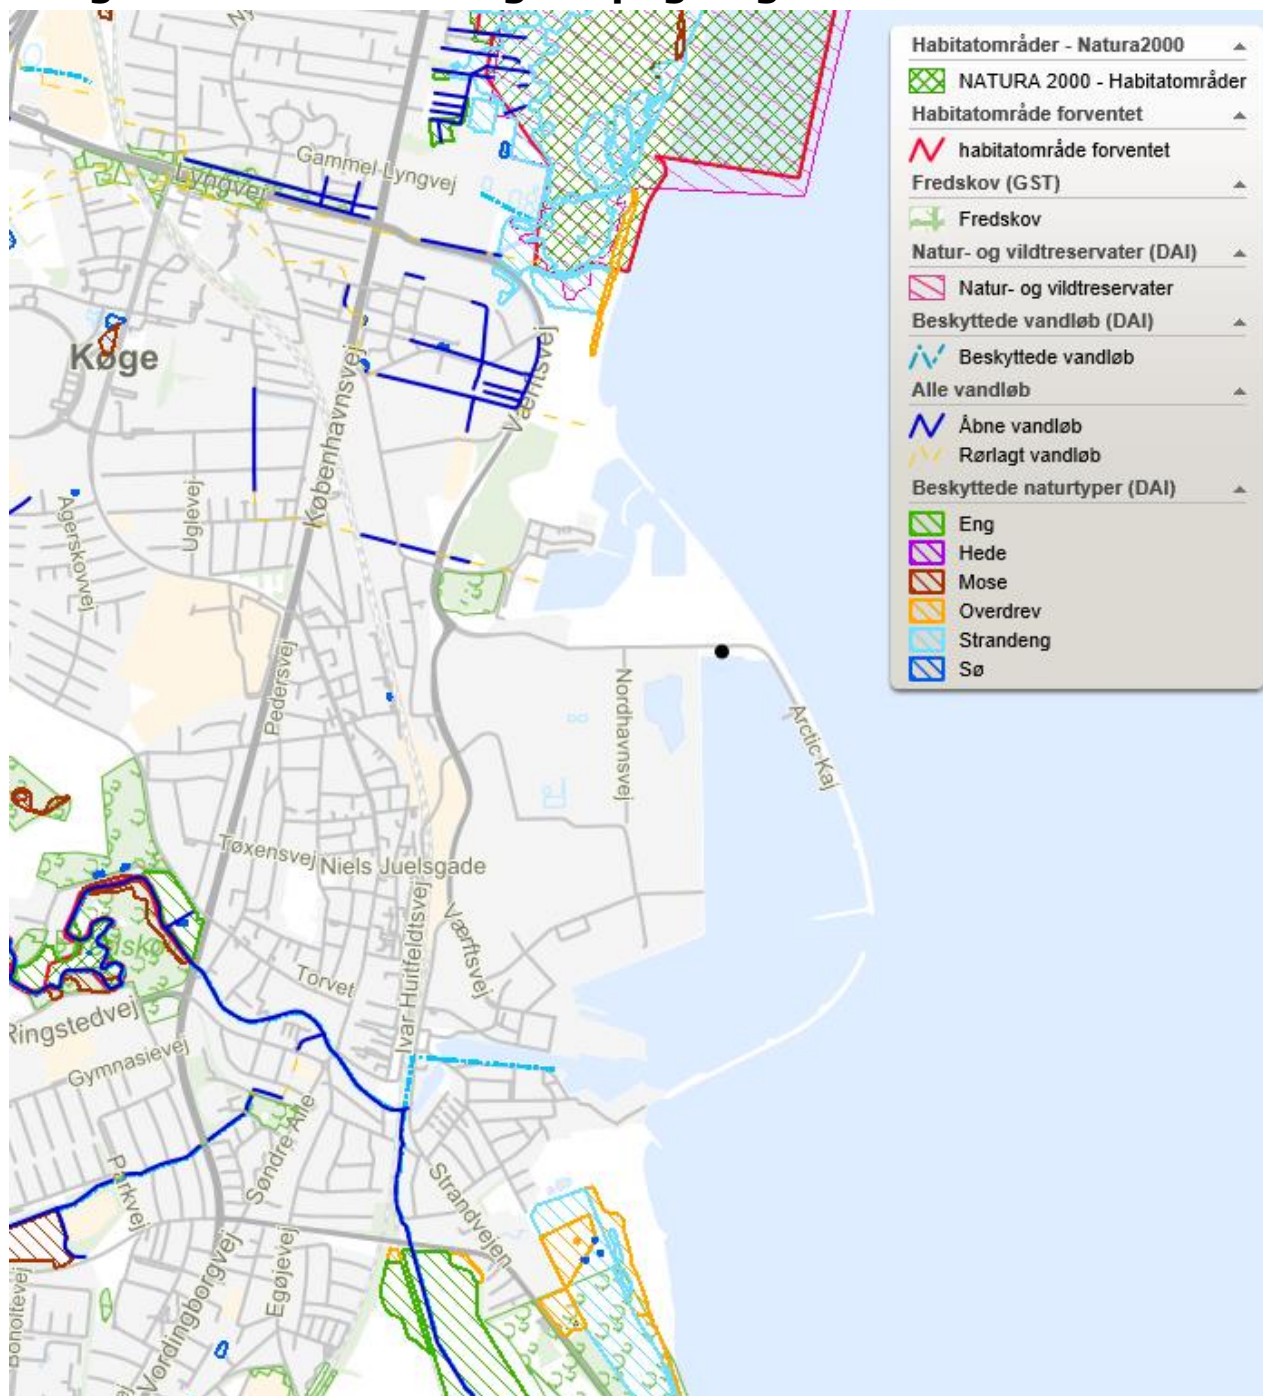 Gammel Lyngvej
Lyngvej
Køge
Værftsvej
Københavnsvej
Uglevej
Agerskovvej
Pedersvej
Nordhavnsvej
Arctic Kaj
Tøxensvej
Niels Juelsgade
Ivar Huitfeldtsvej
Værftsvej
Torvet
Ringstedvej
Gymnasievej
Søndre Alle
Parkvej
Strandvejen
Egøjevej
Vordingborgvej
Habitatområder - Natura2000
NATURA 2000 - Habitatområder
Habitatområde forventet
habitatområde forventet
Fredskov (GST)
Fredskov
Natur- og vildtreservater (DAI)
Natur- og vildtreservater
Beskyttede vandløb (DAI)
Beskyttede vandløb
Alle vandløb
Åbne vandløb
Rørlagt vandløb
Beskyttede naturtyper (DAI)
Eng
Hede
Mose
Overdrev
Strandeng
Sø